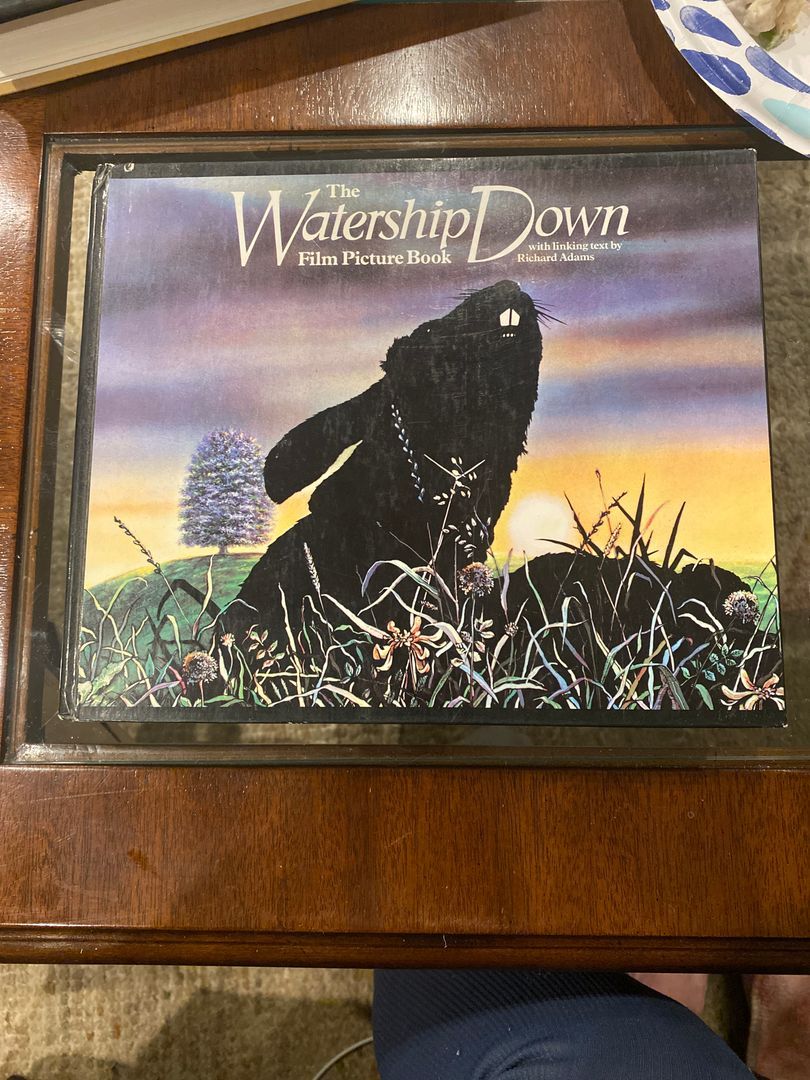 The
Watership Down
with linking text by
Film Picture Book
Richard Adams